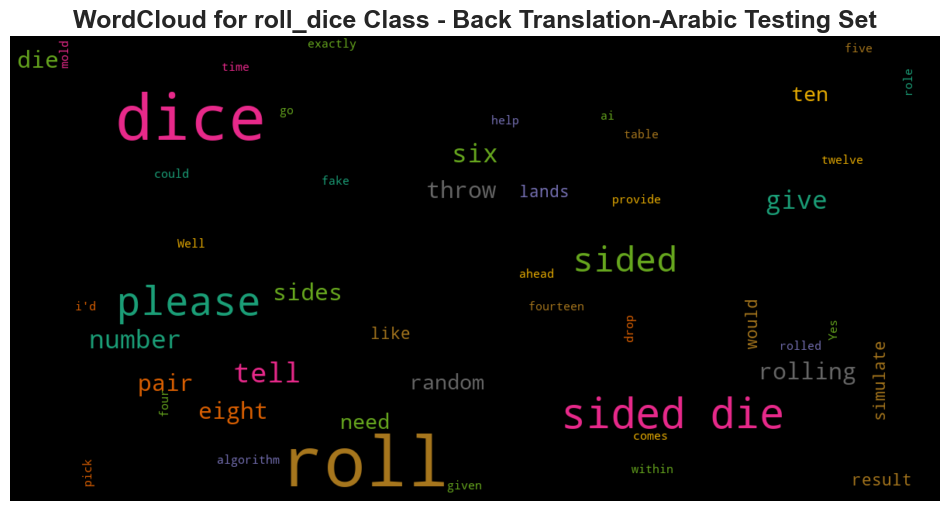 WordCloud for roll_dice Class - Back Translation-Arabic Testing Set
exactly
five
die
mold
time
role
dice
go
ten
help
ai
table
six
twelve
could
fake
throw
lands
provide
give
Well
sided
ahead
sides
please
i'd
fourteen
drop
would
Yes
like
number
rolled
simulate
tell
rolling
pair
random
four
eight
sided die
need
comes
roll
algorithm
within
pick
given
result